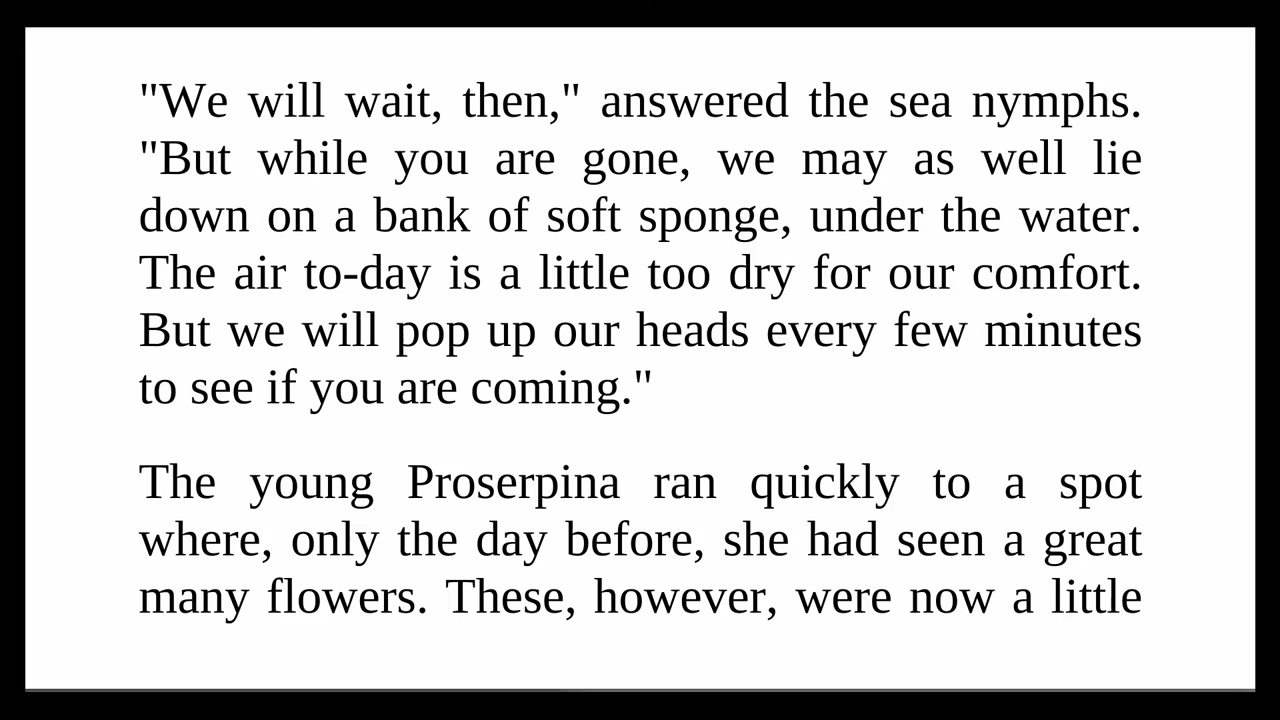 "We will wait, then," answered the sea nymphs.
"But while you are gone, we may as well lie
down on a bank of soft sponge, under the water.
The air to-day is a little too dry for our comfort.
But we will pop up our heads every few minutes
to see if you are coming."
The young Proserpina ran quickly to a spot
where, only the day before, she had seen a great
many flowers. These, however, were now a little